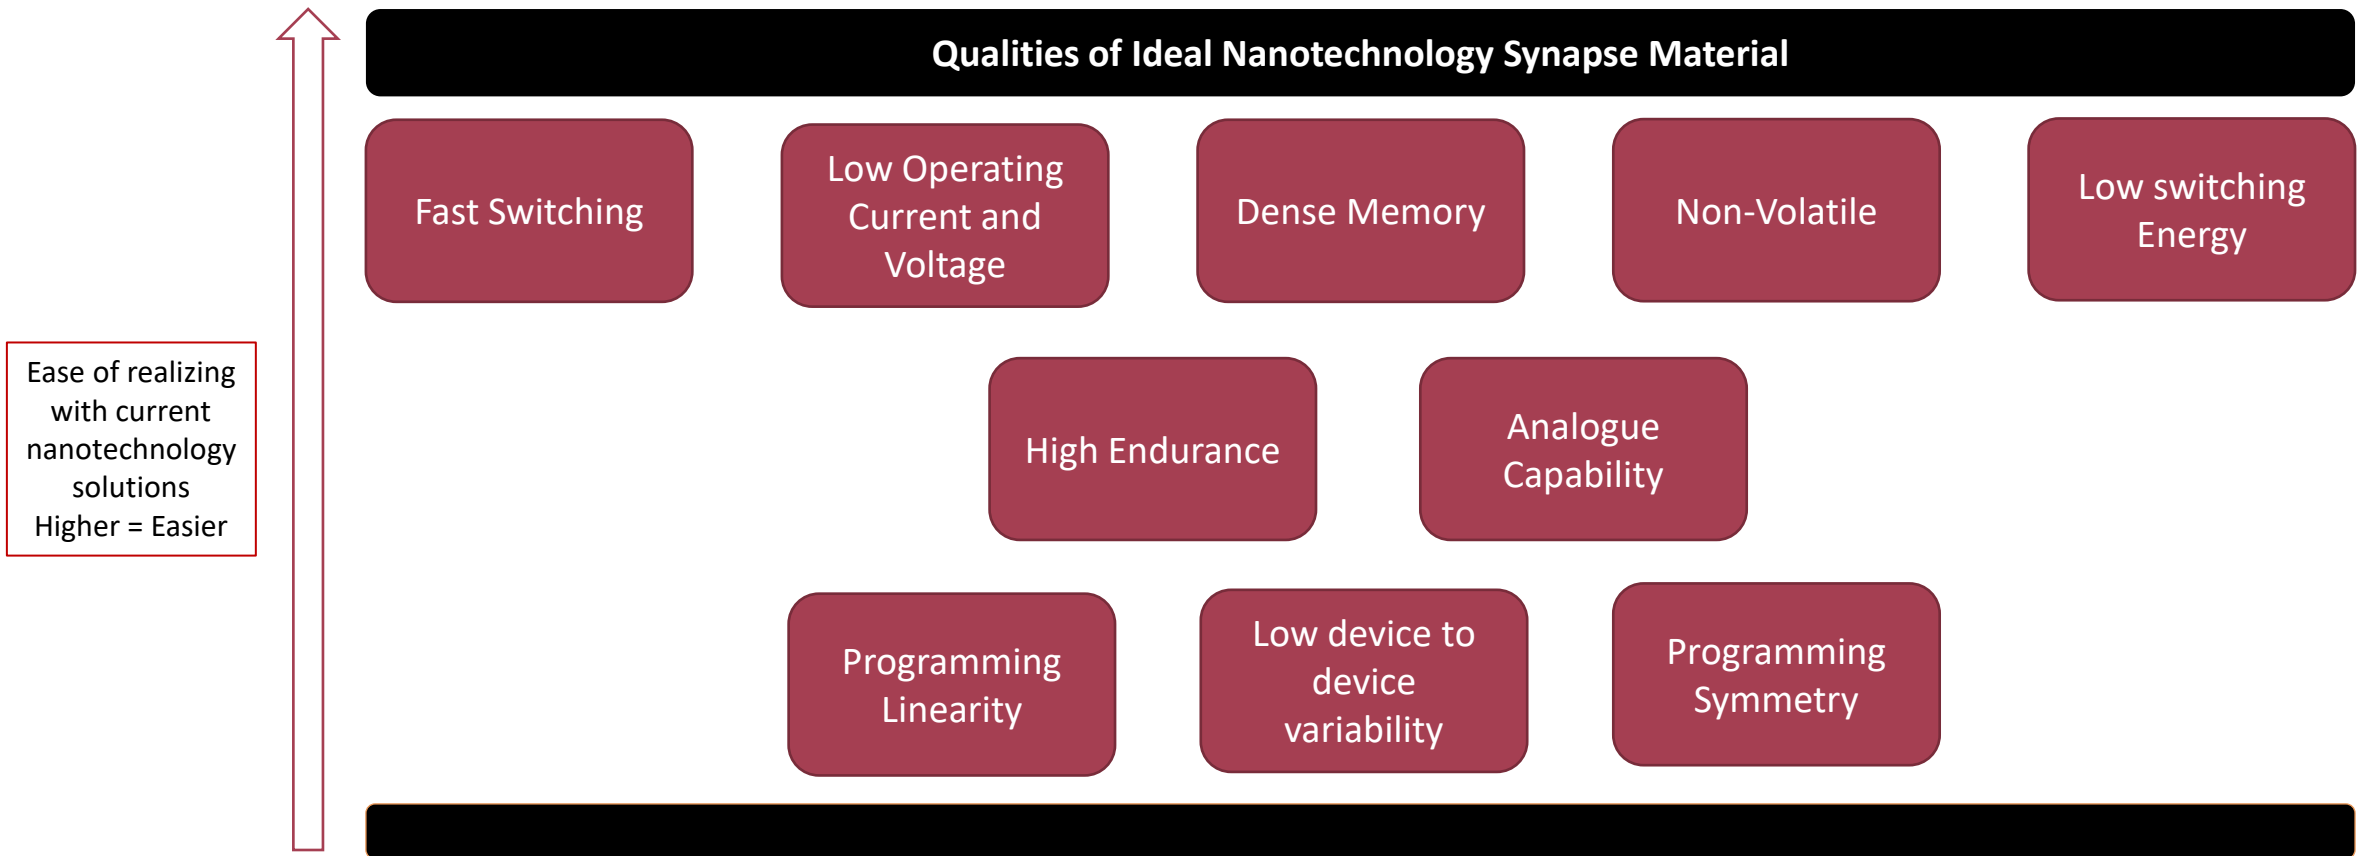 Qualities of Ideal Nanotechnology Synapse Material
Fast Switching
Low Operating
Current and
Voltage
Dense Memory
Non-Volatile
Low switching
Energy
Ease of realizing
with current
nanotechnology
solutions
Higher = Easier
High Endurance
Analogue
Capability
Programming
Linearity
Low device to
device
variability
Programming
Symmetry